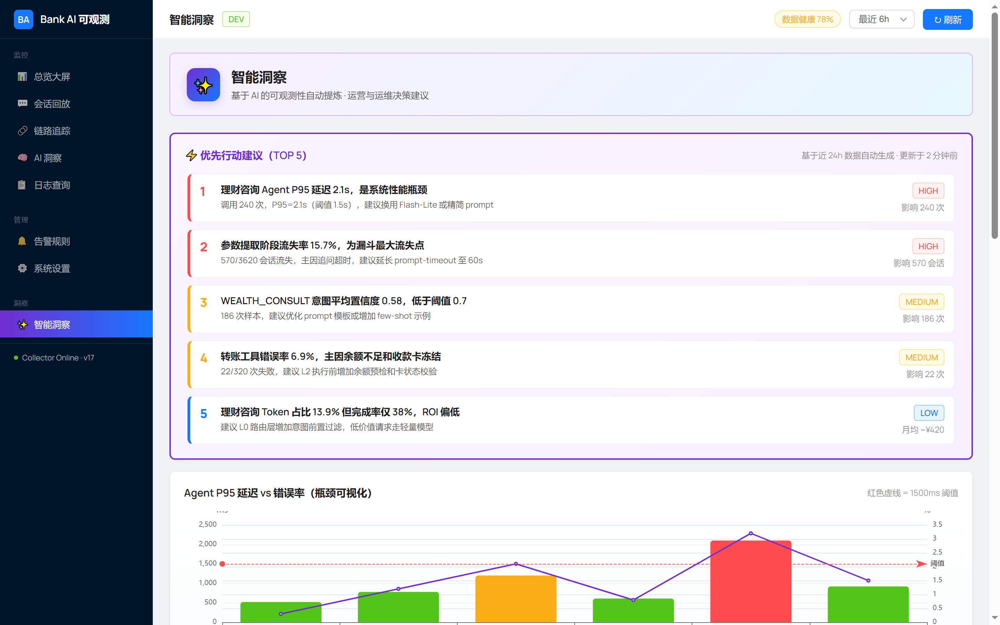 BA Bank AI 可观测
监控
总览大屏
会话回放
链路追踪
AI 洞察
日志查询
管理
告警规则
系统设置
洞察
智能洞察
Collector Online · v17
智能洞察 DEV
数据健康 78%
最近 6h
↻ 刷新
智能洞察
基于 AI 的可观测性自动提炼 · 运营与运维决策建议
⚡ 优先行动建议（TOP 5）
基于近 24h 数据自动生成 · 更新于 2 分钟前
1
理财咨询 Agent P95 延迟 2.1s，是系统性能瓶颈
调用 240 次，P95=2.1s（阈值 1.5s），建议换用 Flash-Lite 或精简 prompt
HIGH
影响 240 次
2
参数提取阶段流失率 15.7%，为漏斗最大流失点
570/3620 会话流失，主因追问超时，建议延长 prompt-timeout 至 60s
HIGH
影响 570 会话
3
WEALTH_CONSULT 意图平均置信度 0.58，低于阈值 0.7
186 次样本，建议优化 prompt 模板或增加 few-shot 示例
MEDIUM
影响 186 次
4
转账工具错误率 6.9%，主因余额不足和收款卡冻结
22/320 次失败，建议 L2 执行前增加余额预检和卡状态校验
MEDIUM
影响 22 次
5
理财咨询 Token 占比 13.9% 但完成率仅 38%，ROI 偏低
建议 L0 路由层增加意图前置过滤，低价值请求走轻量模型
LOW
月均 ~¥420
Agent P95 延迟 vs 错误率（瓶颈可视化）
红色虚线 = 1500ms 阈值
2,500
2,000
1,500
1,000
500
0
3.5
3
2.5
阈值
2
1.5
1
0.5
0